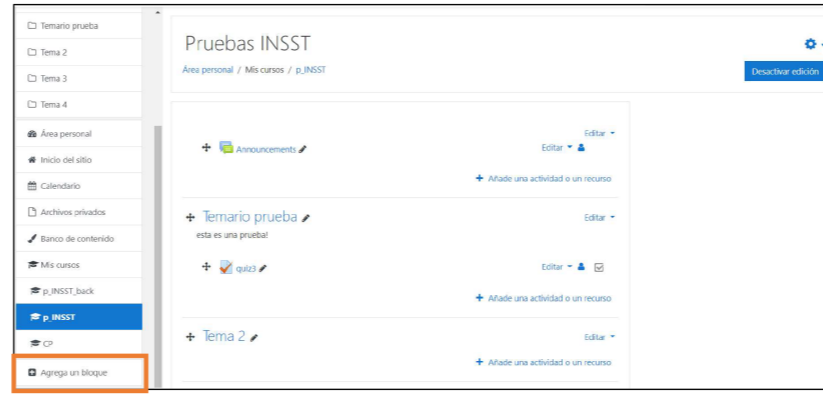 Temario prueba
Tema 2
Tema 3
Tema 4
Área personal
Inicio del sitio
Calendario
Archivos privados
Banco de contenido
Mis cursos
p_INSST_back
p_INSST
CP
Agrega un bloque
Pruebas INSST
Área personal / Mis cursos / p_INSST
Desactivar edición
Editar
Announcements
Editar
+ Añade una actividad o un recurso
Temario prueba
Editar
esta es una prueba!
quiz3
Editar
+ Añade una actividad o un recurso
Tema 2
Editar
+ Añade una actividad o un recurso